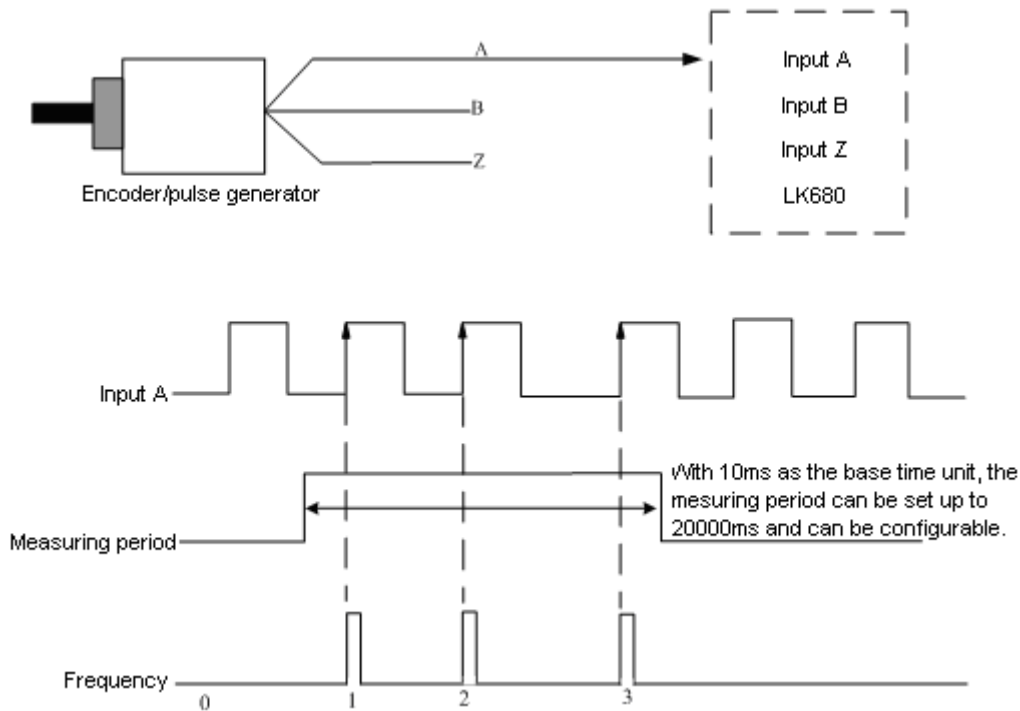 A
Input A
B
Input B
Z
Input Z
Encoder/pulse generator
LK680
Input A
With 10ms as the base time unit, the
mesuring period can be set up to
20000ms and can be configurable.
Measuring period
Frequency
0
1
2
3